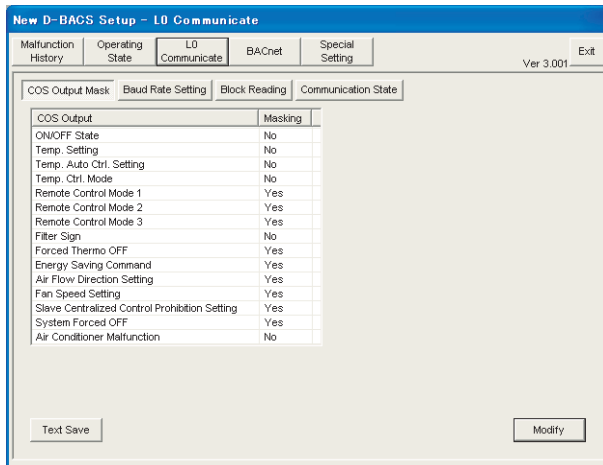 New D-BACS Setup - L0 Communicate
Malfunction History
Operating State
L0 Communicate
BACnet
Special Setting
Ver 3.001
Exit
COS Output Mask
Baud Rate Setting
Block Reading
Communication State
COS Output Masking
ON/OFF State No
Temp. Setting No
Temp. Auto Ctrl. Setting No
Temp. Ctrl. Mode No
Remote Control Mode 1 Yes
Remote Control Mode 2 Yes
Remote Control Mode 3 Yes
Filter Sign No
Forced Thermo OFF Yes
Energy Saving Command Yes
Air Flow Direction Setting Yes
Fan Speed Setting Yes
Slave Centralized Control Prohibition Setting Yes
System Forced OFF Yes
Air Conditioner Malfunction No
Text Save
Modify